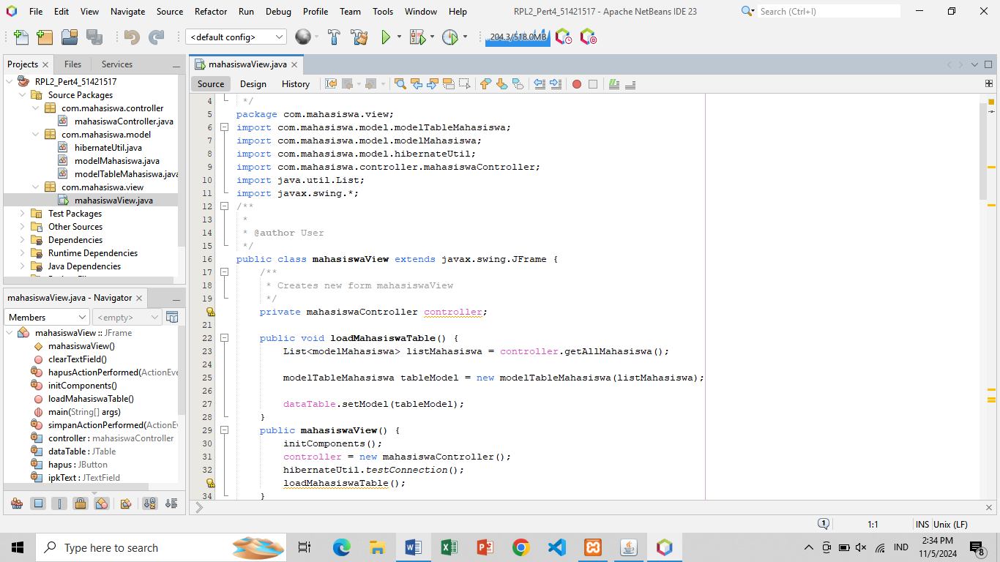 File Edit View Navigate Source Refactor Run Debug Profile Team Tools Window Help
RPL2_Pert4_51421517 - Apache NetBeans IDE 23
Search (Ctrl+I)
<default config>
204.3/518.0MB
Projects Files Services
RPL2_Pert4_51421517
Source Packages
com.mahasiswa.controller
mahasiswaController.java
com.mahasiswa.model
hibernateUtil.java
modelMahasiswa.java
modelTableMahasiswa.java
com.mahasiswa.view
mahasiswaView.java
Test Packages
Other Sources
Dependencies
Runtime Dependencies
Java Dependencies
mahasiswaView.java - Navigator
Members <empty>
mahasiswaView :: JFrame
mahasiswaView()
clearTextField()
hapusActionPerformed(ActionEve
initComponents()
loadMahasiswaTable()
main(String[] args)
simpanActionPerformed(ActionEv
controller : mahasiswaController
dataTable : JTable
hapus : JButton
ipkText : JTextField
mahasiswaView.java
Source Design History
4 */
5 package com.mahasiswa.view;
6 import com.mahasiswa.model.modelTableMahasiswa;
7 import com.mahasiswa.model.modelMahasiswa;
8 import com.mahasiswa.model.hibernateUtil;
9 import com.mahasiswa.controller.mahasiswaController;
10 import java.util.List;
11 import javax.swing.*;
12 /**
13 *
14 * @author User
15 */
16 public class mahasiswaView extends javax.swing.JFrame {
17 /**
18 * Creates new form mahasiswaView
19 */
private mahasiswaController controller;
21
22 public void loadMahasiswaTable() {
23 List<modelMahasiswa> listMahasiswa = controller.getAllMahasiswa();
24
25 modelTableMahasiswa tableModel = new modelTableMahasiswa(listMahasiswa);
26
27 dataTable.setModel(tableModel);
28 }
29 public mahasiswaView() {
30 initComponents();
31 controller = new mahasiswaController();
32 hibernateUtil.testConnection();
loadMahasiswaTable();
34 }
1 1:1 INS Unix (LF)
Type here to search
IND
2:34 PM
11/5/2024
8